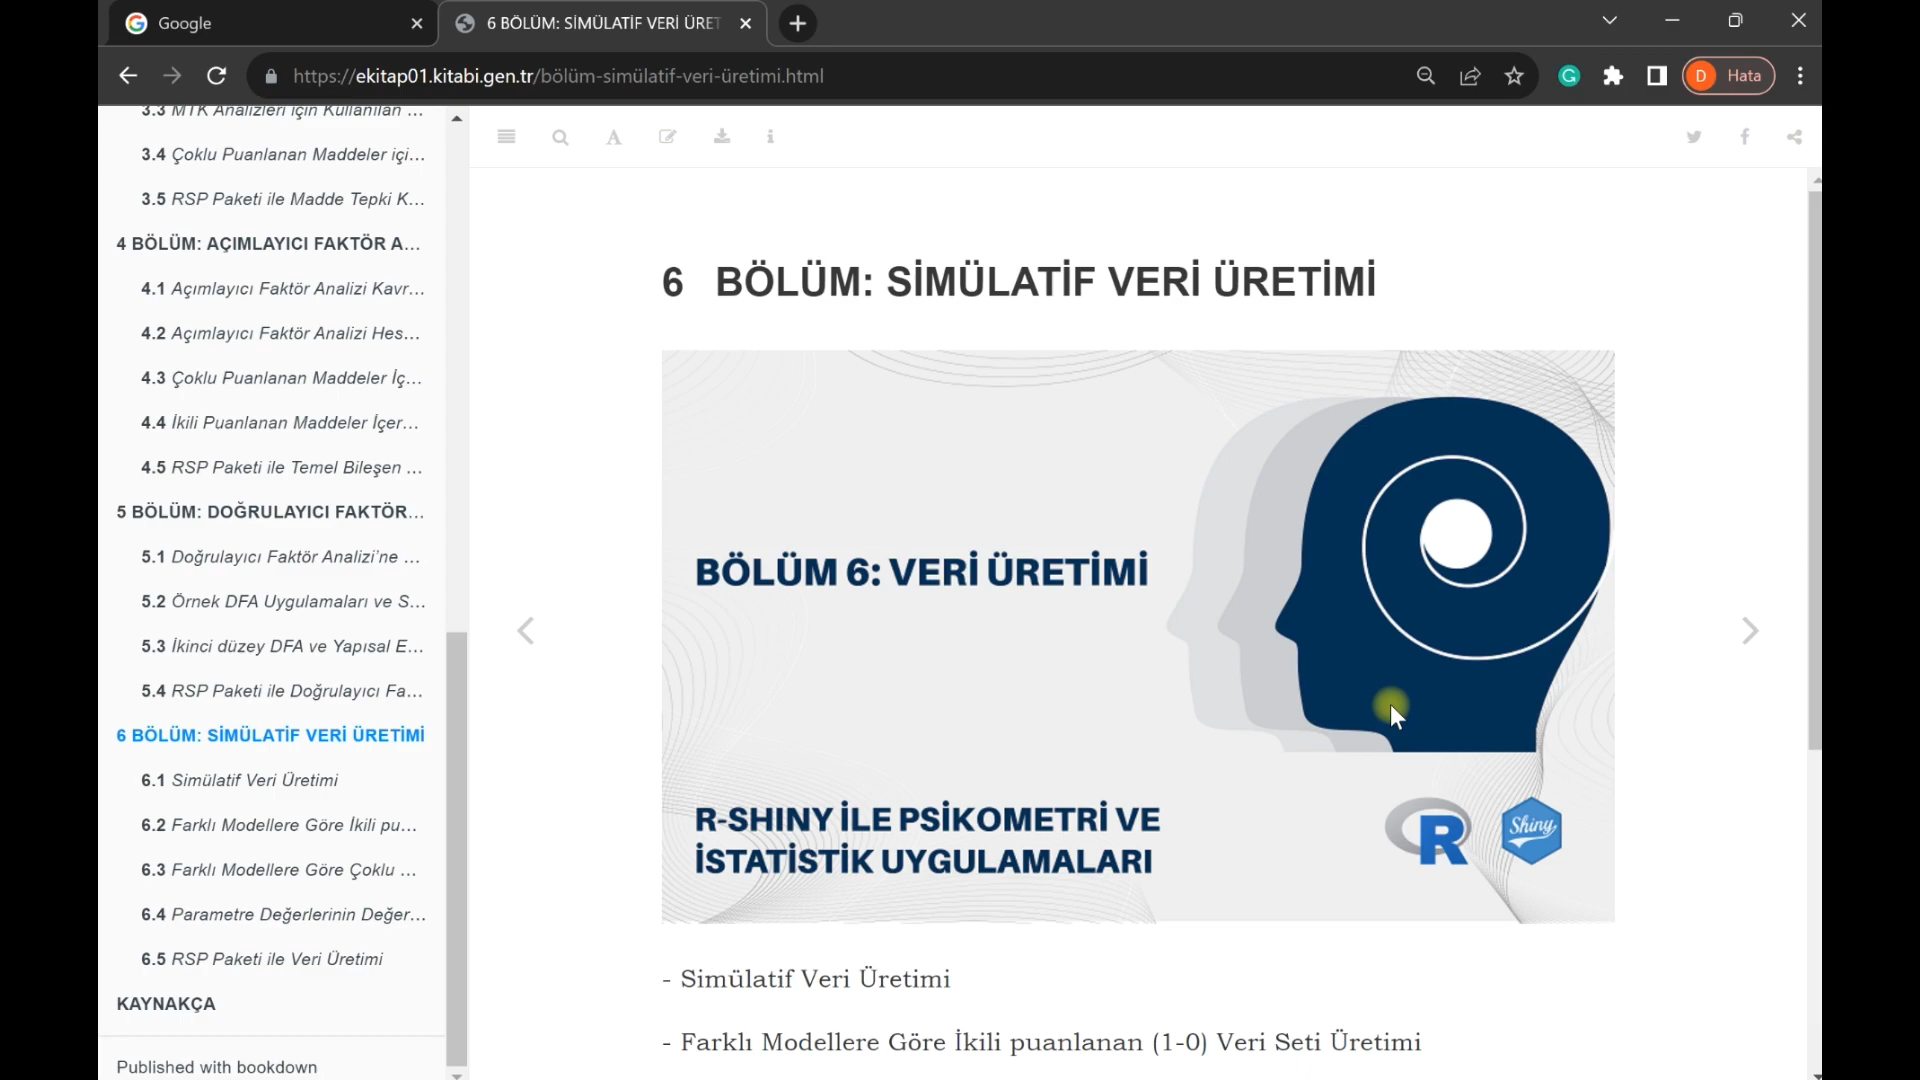 Google
6 BÖLÜM: SİMÜLATİF VERİ ÜRET
https://ekitap01.kitabi.gen.tr/bölüm-simülatif-veri-üretimi.html
D Hata
3.3 MTK Analizleri için Kullanılan ...
3.4 Çoklu Puanlanan Maddeler içi...
3.5 RSP Paketi ile Madde Tepki K...
4 BÖLÜM: AÇIMLAYICI FAKTÖR A...
4.1 Açımlayıcı Faktör Analizi Kavr...
4.2 Açımlayıcı Faktör Analizi Hes...
4.3 Çoklu Puanlanan Maddeler İç...
4.4 İkili Puanlanan Maddeler İçer...
4.5 RSP Paketi ile Temel Bileşen ...
5 BÖLÜM: DOĞRULAYICI FAKTÖR...
5.1 Doğrulayıcı Faktör Analizi'ne ...
5.2 Örnek DFA Uygulamaları ve S...
5.3 İkinci düzey DFA ve Yapısal E...
5.4 RSP Paketi ile Doğrulayıcı Fa...
6 BÖLÜM: SİMÜLATİF VERİ ÜRETİMİ
6.1 Simülatif Veri Üretimi
6.2 Farklı Modellere Göre İkili pu...
6.3 Farklı Modellere Göre Çoklu ...
6.4 Parametre Değerlerinin Değer...
6.5 RSP Paketi ile Veri Üretimi
KAYNAKÇA
Published with bookdown
6 BÖLÜM: SİMÜLATİF VERİ ÜRETİMİ
BÖLÜM 6: VERİ ÜRETİMİ
R-SHINY İLE PSİKOMETRİ VE
İSTATİSTİK UYGULAMALARI
R
Shiny
- Simülatif Veri Üretimi
- Farklı Modellere Göre İkili puanlanan (1-0) Veri Seti Üretimi